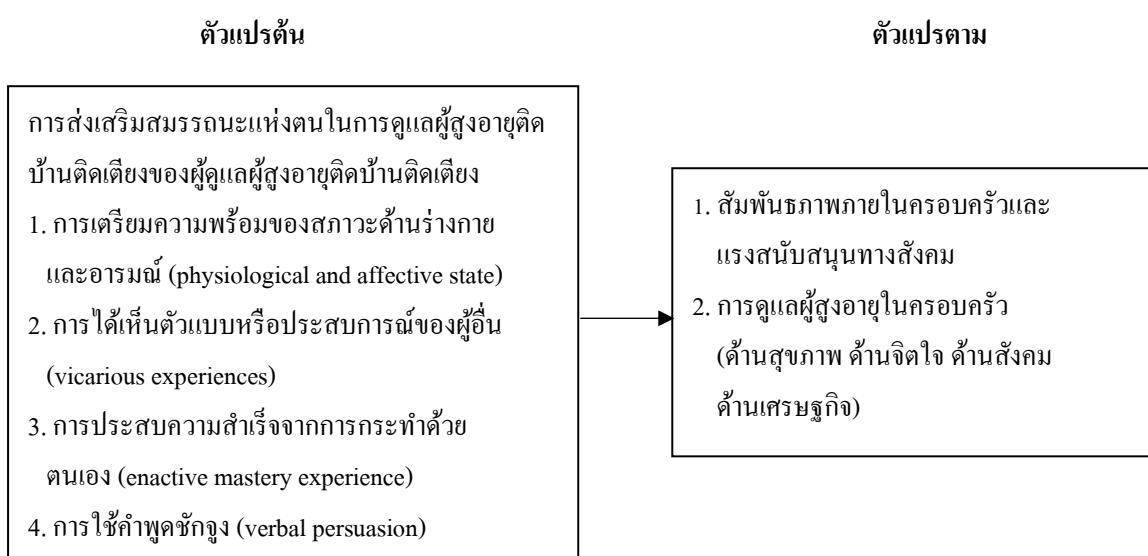 ตัวแปรต้น
ตัวแปรตาม
การส่งเสริมสมรรถนะแห่งตนในการดูแลผู้สูงอายุติด
บ้านติดเตียงของผู้ดูแลผู้สูงอายุติดบ้านติดเตียง
1. การเตรียมความพร้อมของสภาวะด้านร่างกาย
และอารมณ์ (physiological and affective state)
2. การได้เห็นตัวแบบหรือประสบการณ์ของผู้อื่น
(vicarious experiences)
3. การประสบความสำเร็จจากการกระทำด้วย
ตนเอง (enactive mastery experience)
4. การใช้คำพูดชักจูง (verbal persuasion)
1. สัมพันธภาพภายในครอบครัวและ
แรงสนับสนุนทางสังคม
2. การดูแลผู้สูงอายุในครอบครัว
(ด้านสุขภาพ ด้านจิตใจ ด้านสังคม
ด้านเศรษฐกิจ)